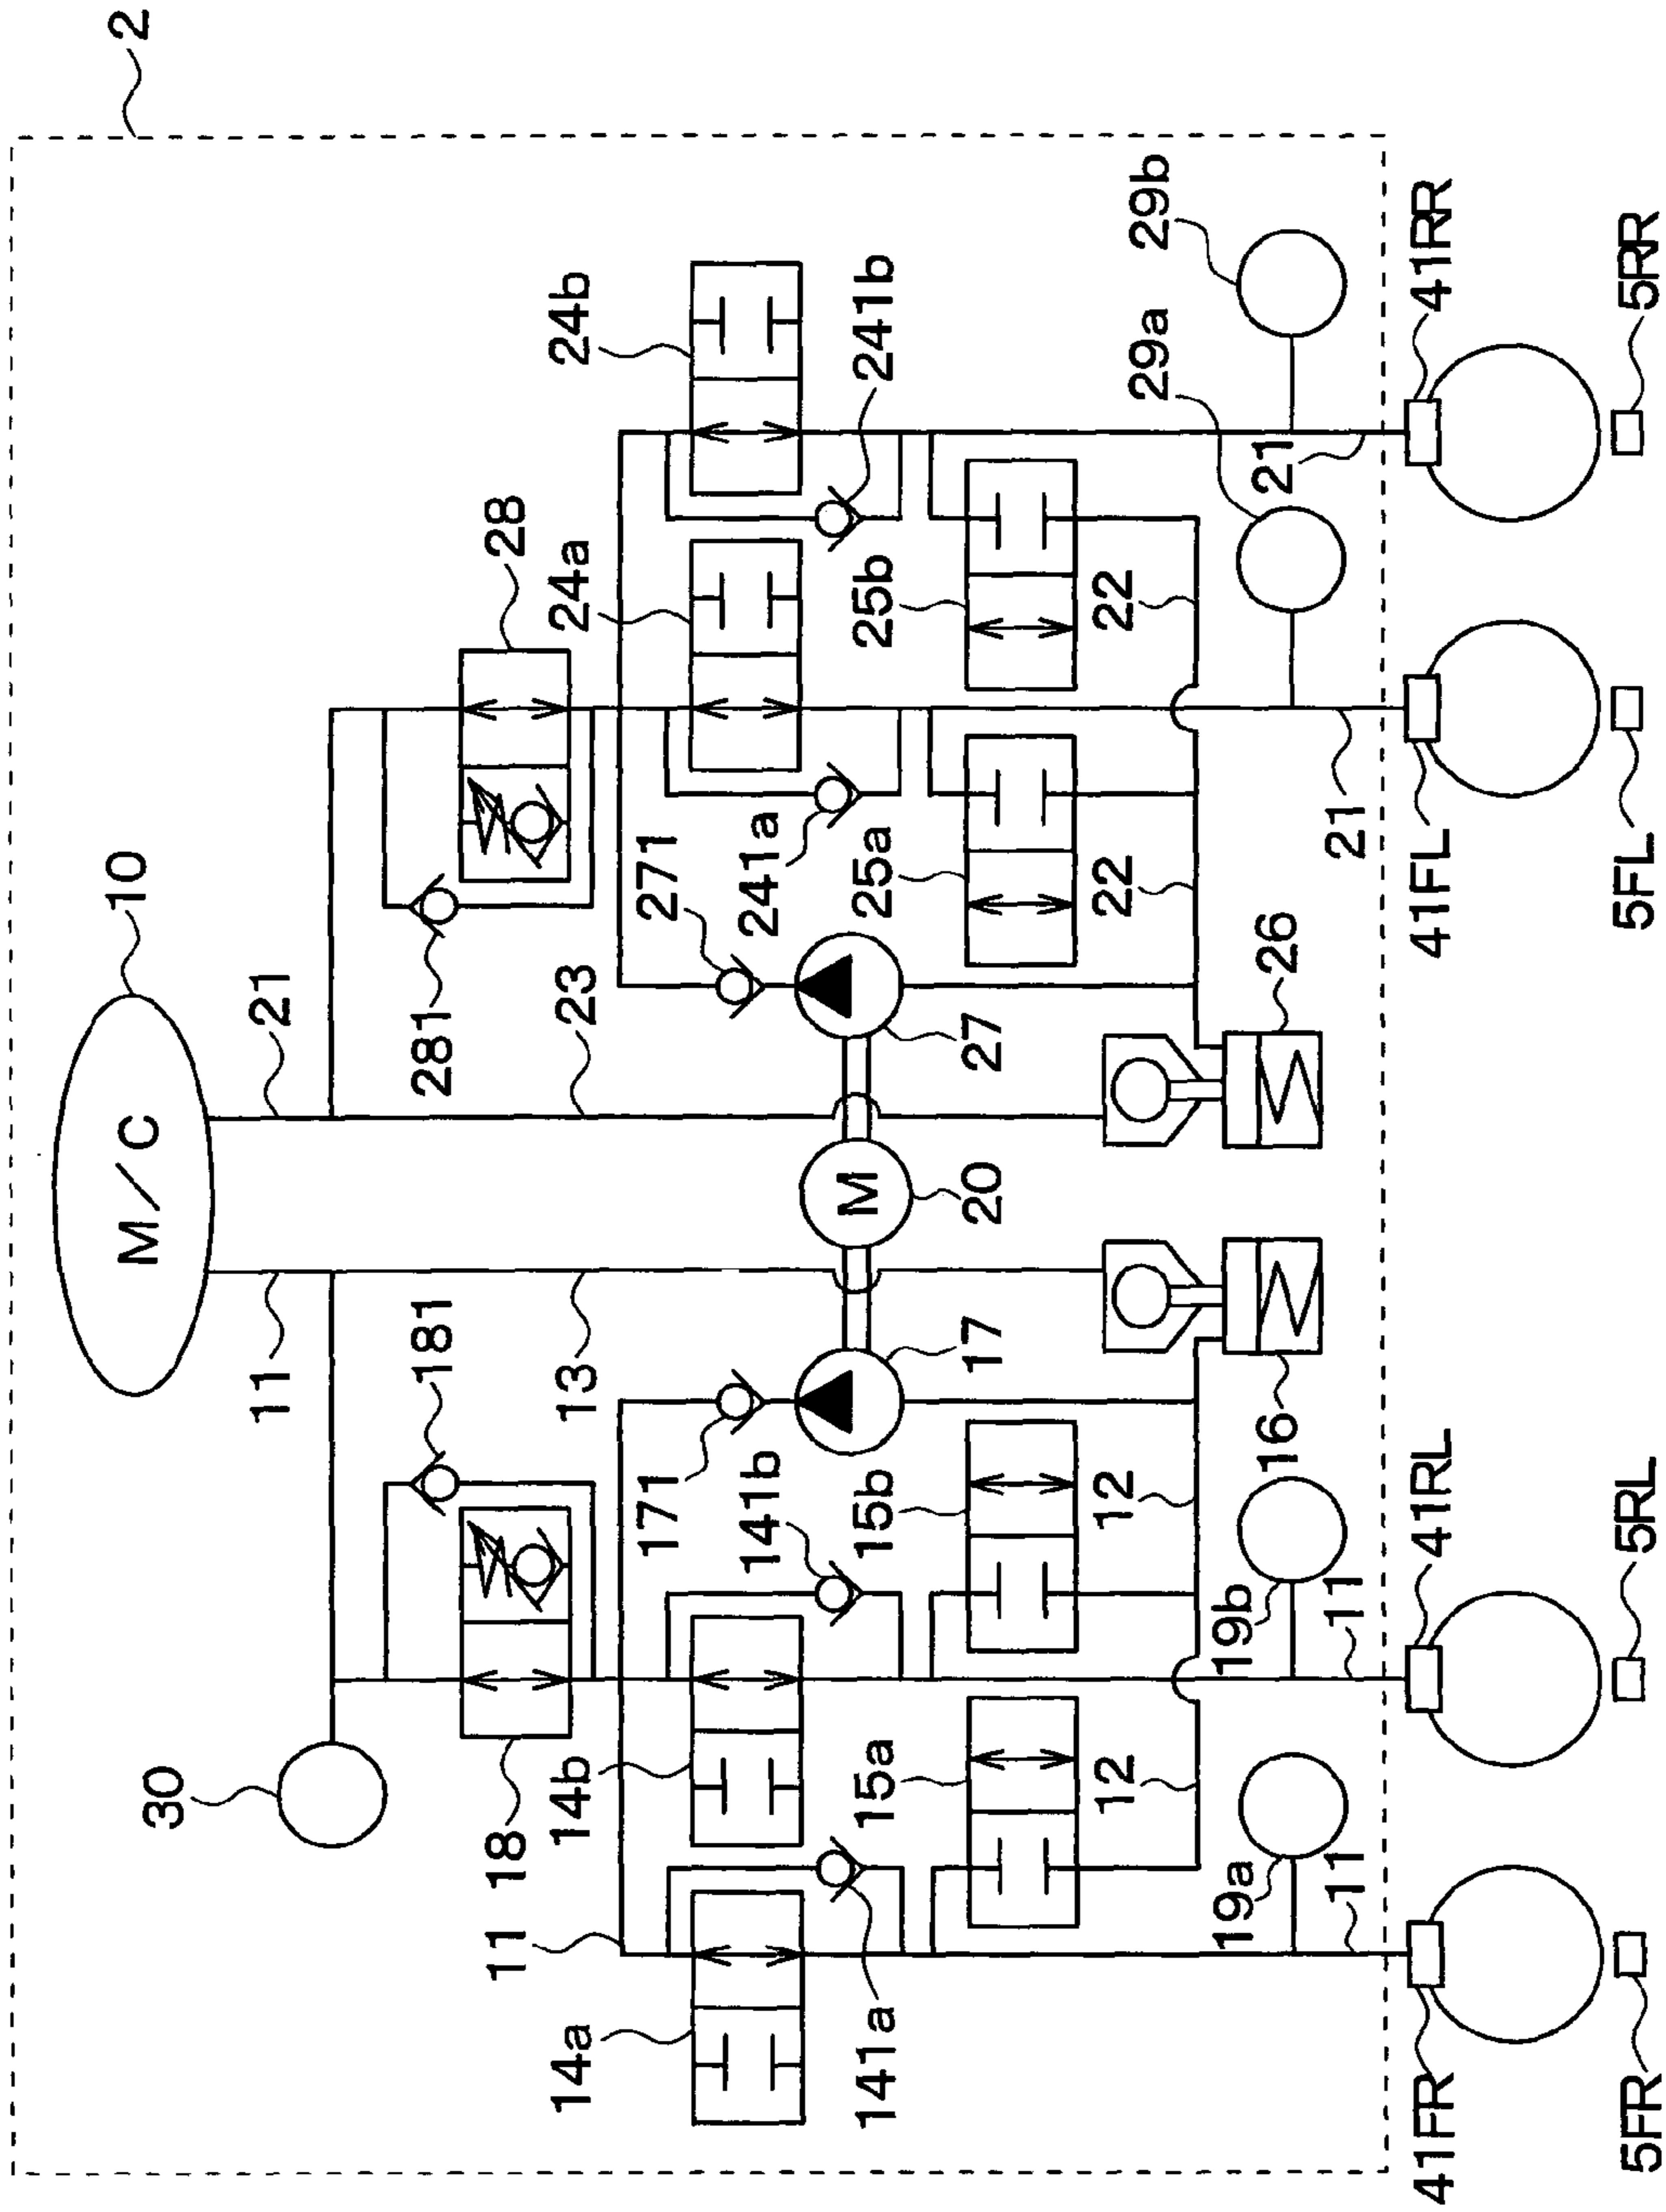 2
10
M/C
11
21
30
181
281
18
28
13
23
11
14a
14b
24a
24b
171
271
141a
141b
241a
241b
17
M
20
27
15a
15b
25a
25b
12
12
22
22
16
26
19a
19b
29a
29b
11
11
21
21
41FR
41RL
41FL
41RR
5FR
5RL
5FL
5RR